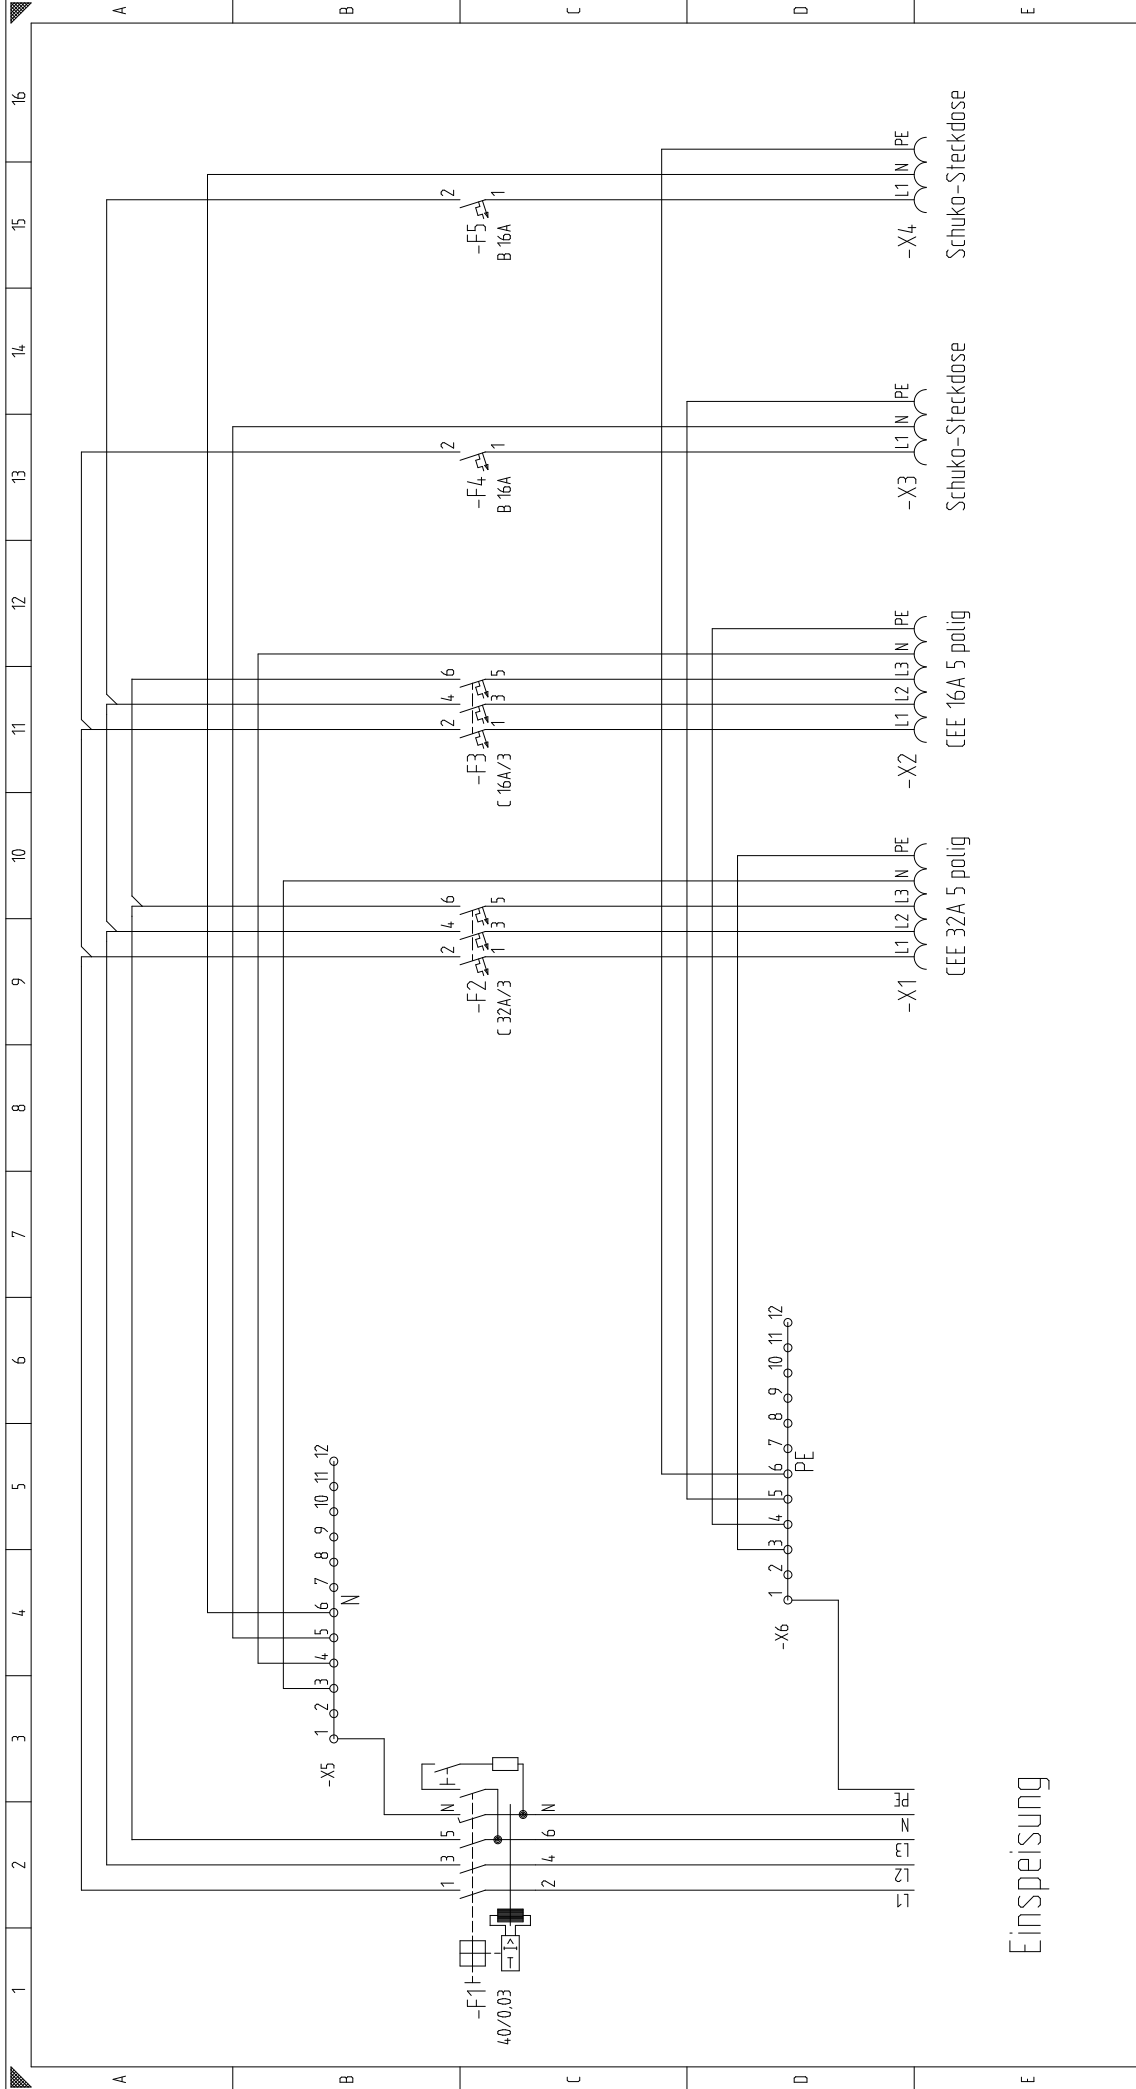 1 2 3 4 5 6 7 8 9 10 11 12 13 14 15 16
A A
1 2 3 4 5 6 7 8 9 10 11 12
-X5
N
B B
1 3 5 N 2 4 6 2 4 6 2 2
-F1 -F2 -F3 -F4 -F5
1 3 5 1 3 5 1 1
40/0,03 C 32A/3 C 16A/3 B 16A B 16A
I>
2 4 6 N
C C
1 2 3 4 5 6 7 8 9 10 11 12
-X6
PE
D D
L1 L2 L3 N PE L1 L2 L3 N PE L1 L2 L3 N PE L1 N PE L1 N PE
-X1 -X2 -X3 -X4
CEE 32A 5 polig CEE 16A 5 polig Schuko-Steckdose Schuko-Steckdose
Einspeisung
E E